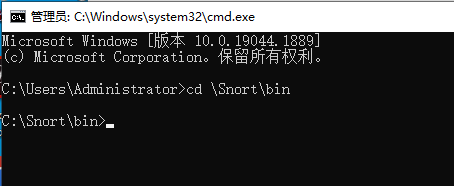 管理员: C:\Windows\system32\cmd.exe
Microsoft Windows [版本 10.0.19044.1889]
(c) Microsoft Corporation。保留所有权利。
C:\Users\Administrator>cd \Snort\bin
C:\Snort\bin>